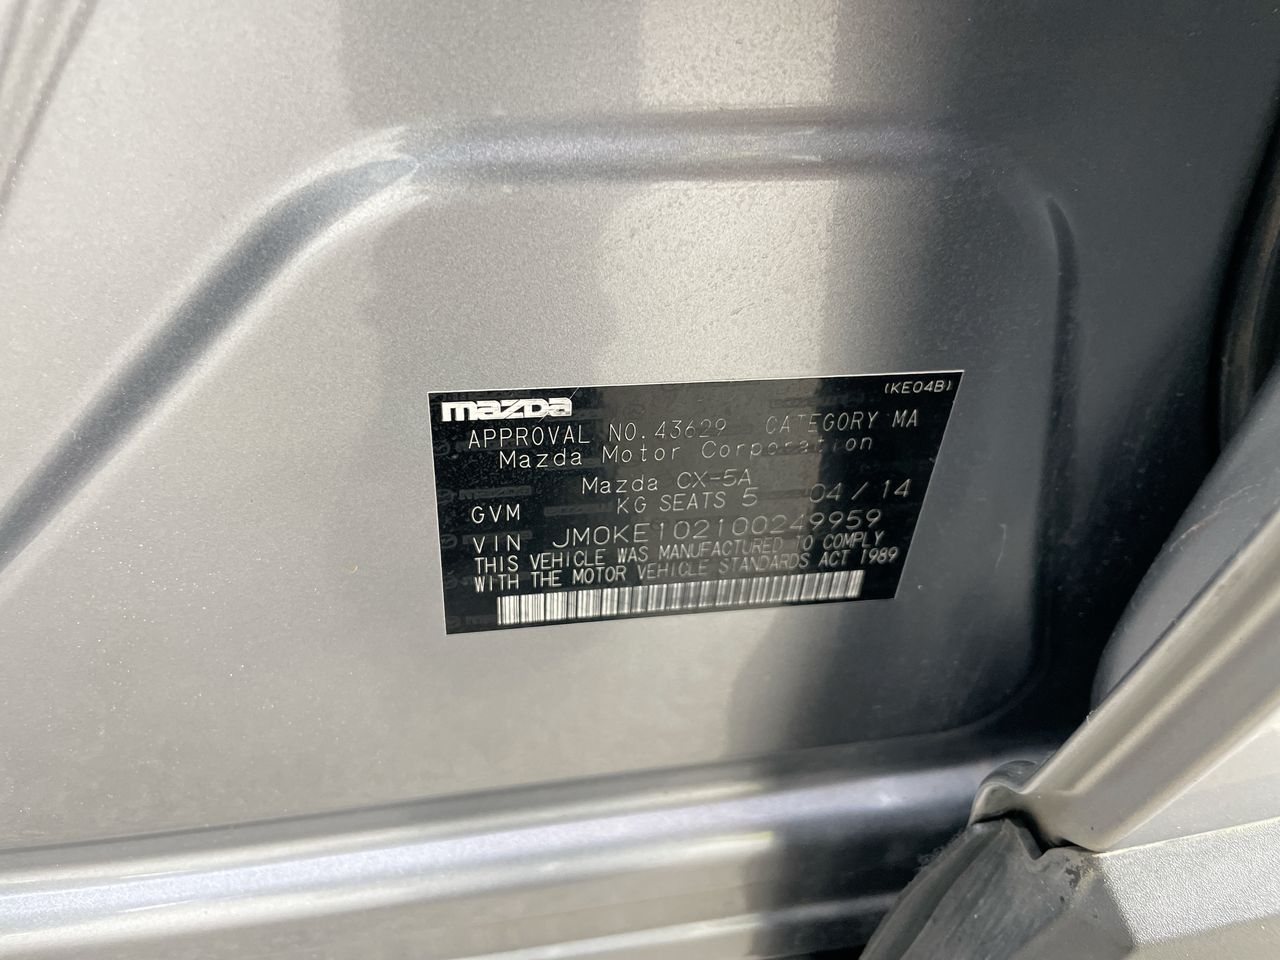 mazda (KE04B)
APPROVAL NO. 43629 CATEGORY MA
Mazda Motor Corporation
Mazda CX-5A
GVM KG SEATS 5 04/14
VIN JM0KE102100249959
THIS VEHICLE WAS MANUFACTURED TO COMPLY
WITH THE MOTOR VEHICLE STANDARDS ACT 1989